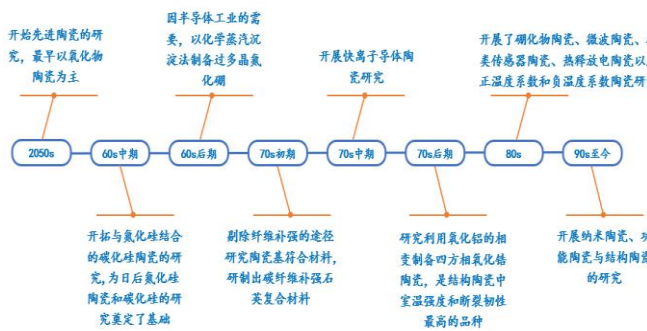 开始先进陶瓷的研
究，最早以氧化物
陶瓷为主
因半导体工业的需
要，以化学蒸汽沉
淀法制备过多晶氮
化硼
开展快离子导体陶
瓷研究
开展了硼化物陶瓷、微波陶瓷、
类传感器陶瓷、热释放电陶瓷以
正温度系数和负温度系数陶瓷研
2050s
60s中期
60s后期
70s初期
70s中期
70s后期
80s
90s至今
开拓与氮化硅结合
的碳化硅陶瓷的研
究,为日后氮化硅
陶瓷和碳化硅的研
究奠定了基础
剔除纤维补强的途径
研究陶瓷基符合材料，
研制出碳纤维补强石
英复合材料
研究利用氧化铝的相
变制备四方相氧化锆
陶瓷，是结构陶瓷中
室温强度和断裂韧性
最高的品种
开展纳米陶瓷、功
能陶瓷与结构陶瓷
的研究